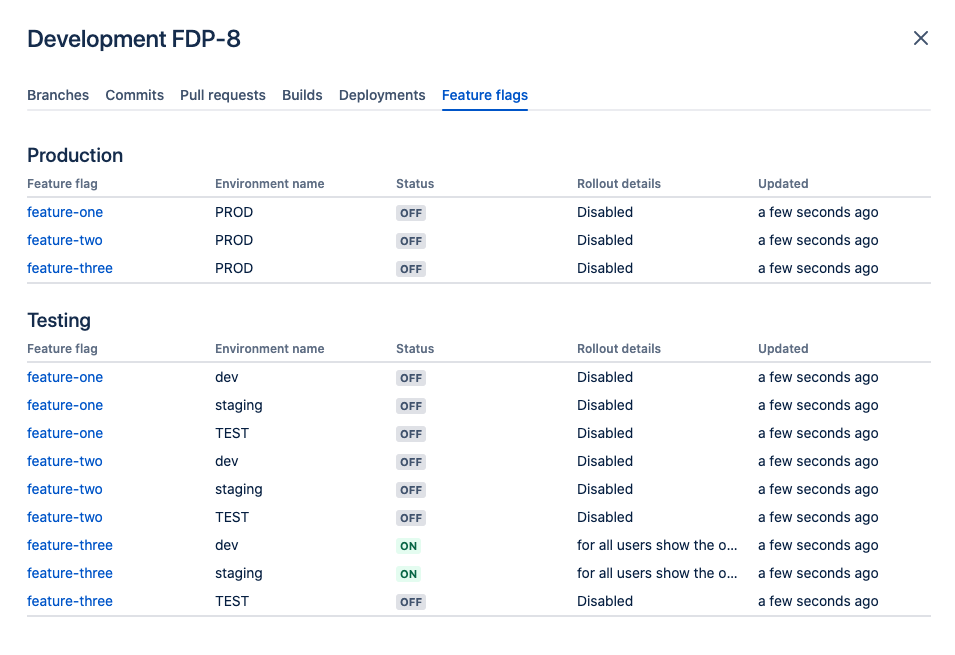 Development FDP-8
Branches Commits Pull requests Builds Deployments Feature flags
Production
Feature flag Environment name Status Rollout details Updated
feature-one PROD OFF Disabled a few seconds ago
feature-two PROD OFF Disabled a few seconds ago
feature-three PROD OFF Disabled a few seconds ago
Testing
Feature flag Environment name Status Rollout details Updated
feature-one dev OFF Disabled a few seconds ago
feature-one staging OFF Disabled a few seconds ago
feature-one TEST OFF Disabled a few seconds ago
feature-two dev OFF Disabled a few seconds ago
feature-two staging OFF Disabled a few seconds ago
feature-two TEST OFF Disabled a few seconds ago
feature-three dev ON for all users show the o... a few seconds ago
feature-three staging ON for all users show the o... a few seconds ago
feature-three TEST OFF Disabled a few seconds ago